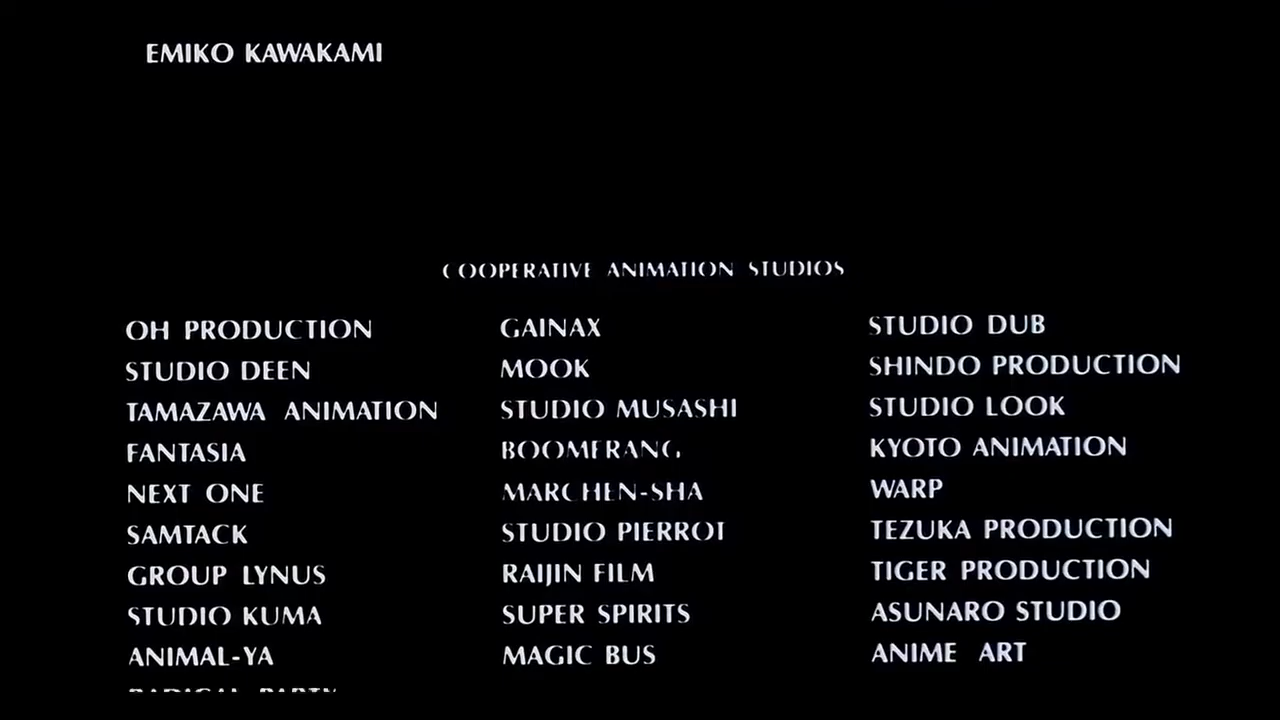 EMIKO KAWAKAMI
COOPERATIVE ANIMATION STUDIOS
OH PRODUCTION
STUDIO DEEN
TAMAZAWA ANIMATION
FANTASIA
NEXT ONE
SAMTACK
GROUP LYNUS
STUDIO KUMA
ANIMAL-YA
RADICAL PARTY
GAINAX
MOOK
STUDIO MUSASHI
BOOMERANG
MARCHEN-SHA
STUDIO PIERROT
RAIJIN FILM
SUPER SPIRITS
MAGIC BUS
STUDIO DUB
SHINDO PRODUCTION
STUDIO LOOK
KYOTO ANIMATION
WARP
TEZUKA PRODUCTION
TIGER PRODUCTION
ASUNARO STUDIO
ANIME ART